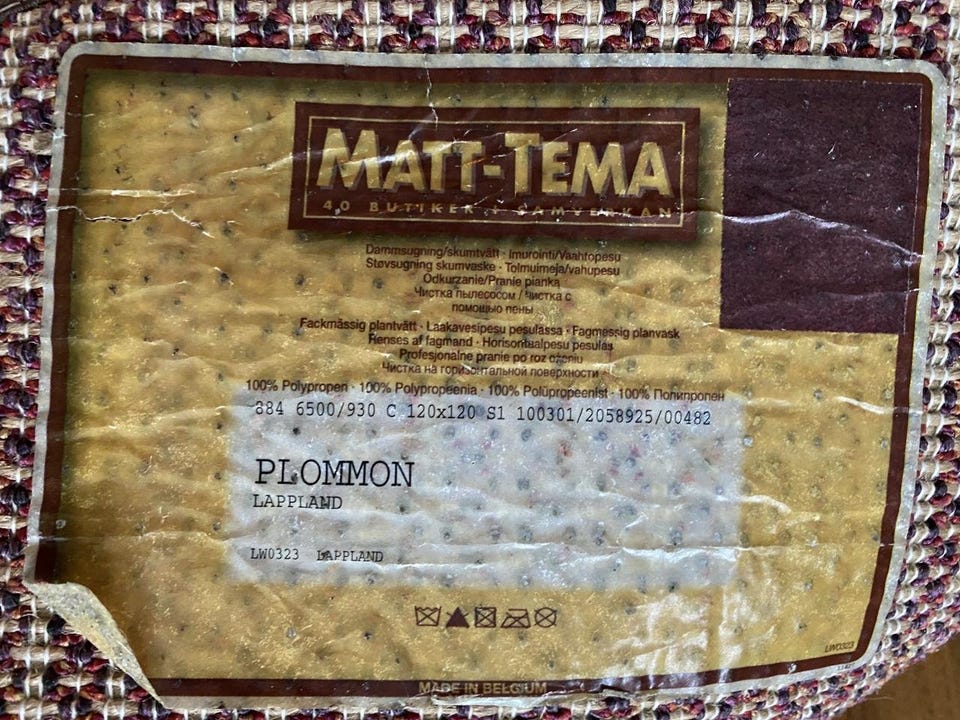 MATT-TEMA
40 BUTIKER I SAMVERKAN
Dammsugning/skumtvätt · Imurointi/Vaahtopesu
Støvsugning skumvaske · Tolmuimeja/vahupesu
Odkurzanie/Pranie pianka
Чистка пылесосом / Чистка с
помощью пены
Fackmässig plantvätt · Laakavesipesu pesulassa · Fagmessig planvask
Renses af fagmand · Horisontaalpesu pesulas
Profesjonalne pranie po roz ożeniu
Чистка на горизонтальной поверхности
100% Polypropen · 100% Polypropeenia · 100% Polüpropeenist · 100% Полипропен
884 6500/930 C 120x120 S1 100301/2058925/00482
PLOMMON
LAPPLAND
LW0323 LAPPLAND
LW0323
MADE IN BELGIUM